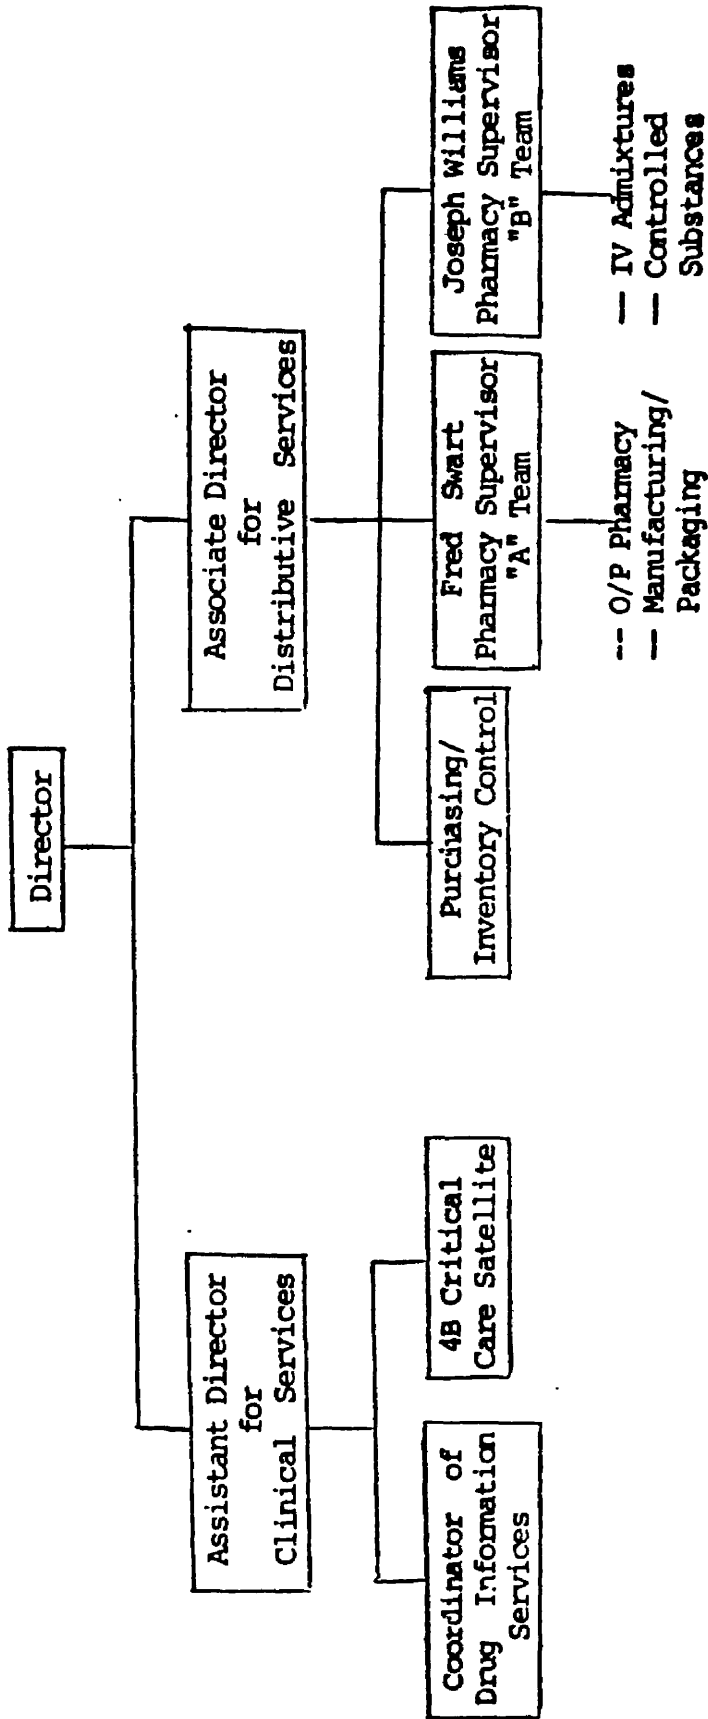 Director
Assistant Director
for
Clinical Services
Associate Director
for
Distributive Services
Coordinator of
Drug Information
Services
4B Critical
Care Satellite
Purchasing/
Inventory Control
Fred Swart
Pharmacy Supervisor
"A" Team
Joseph Williams
Pharmacy Supervisor
"B" Team
-- O/P Pharmacy
— Manufacturing/
Packaging
— IV Admixtures
— Controlled
Substances